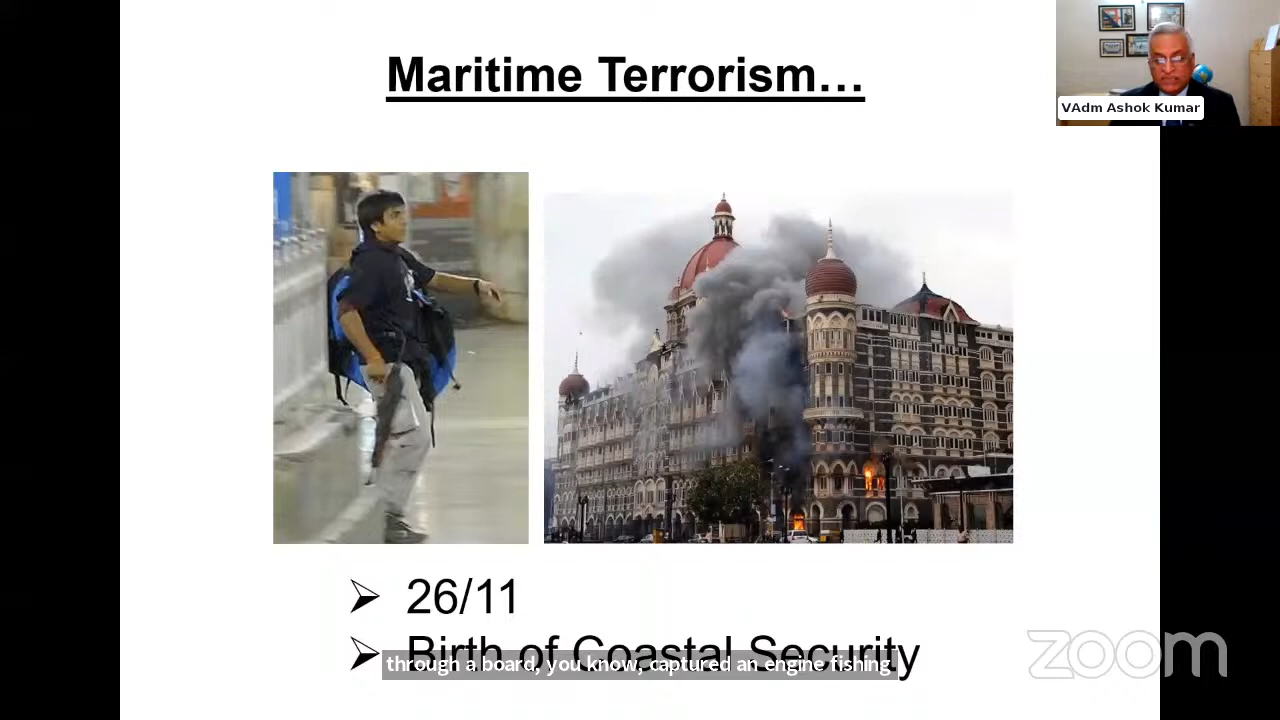 Maritime Terrorism…
VAdm Ashok Kumar
➢ 26/11
➢ Birth of Coastal Security
through a board, you know, captured an engine fishing
zoom